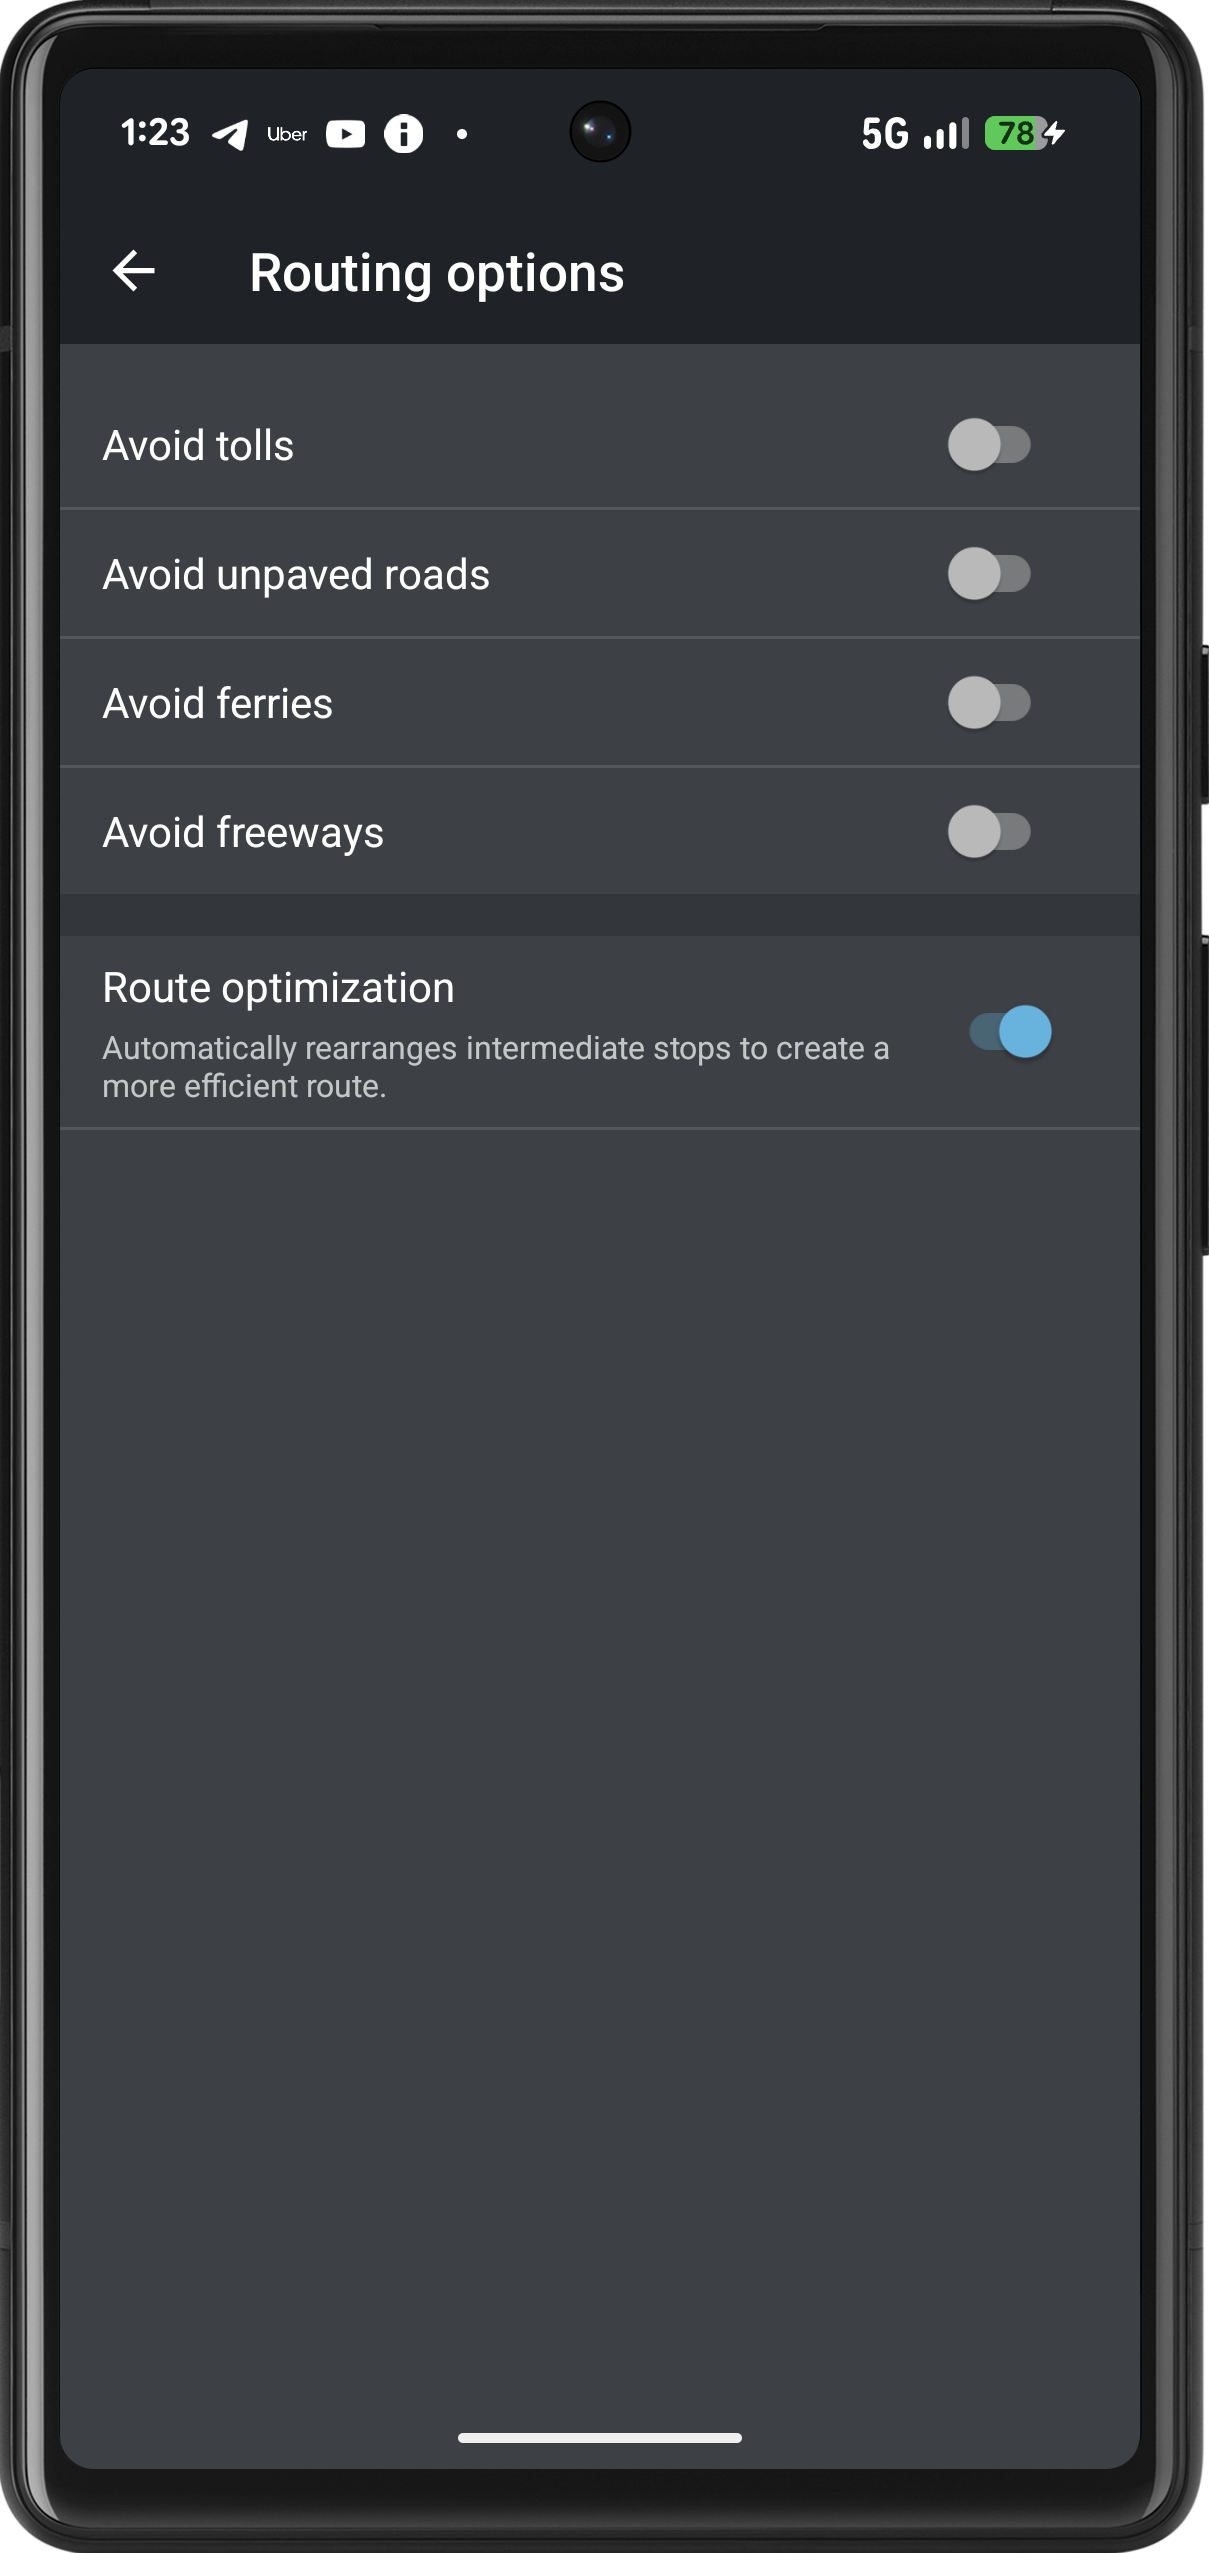 1:23 Uber 5G 78
Routing options
Avoid tolls
Avoid unpaved roads
Avoid ferries
Avoid freeways
Route optimization
Automatically rearranges intermediate stops to create a
more efficient route.